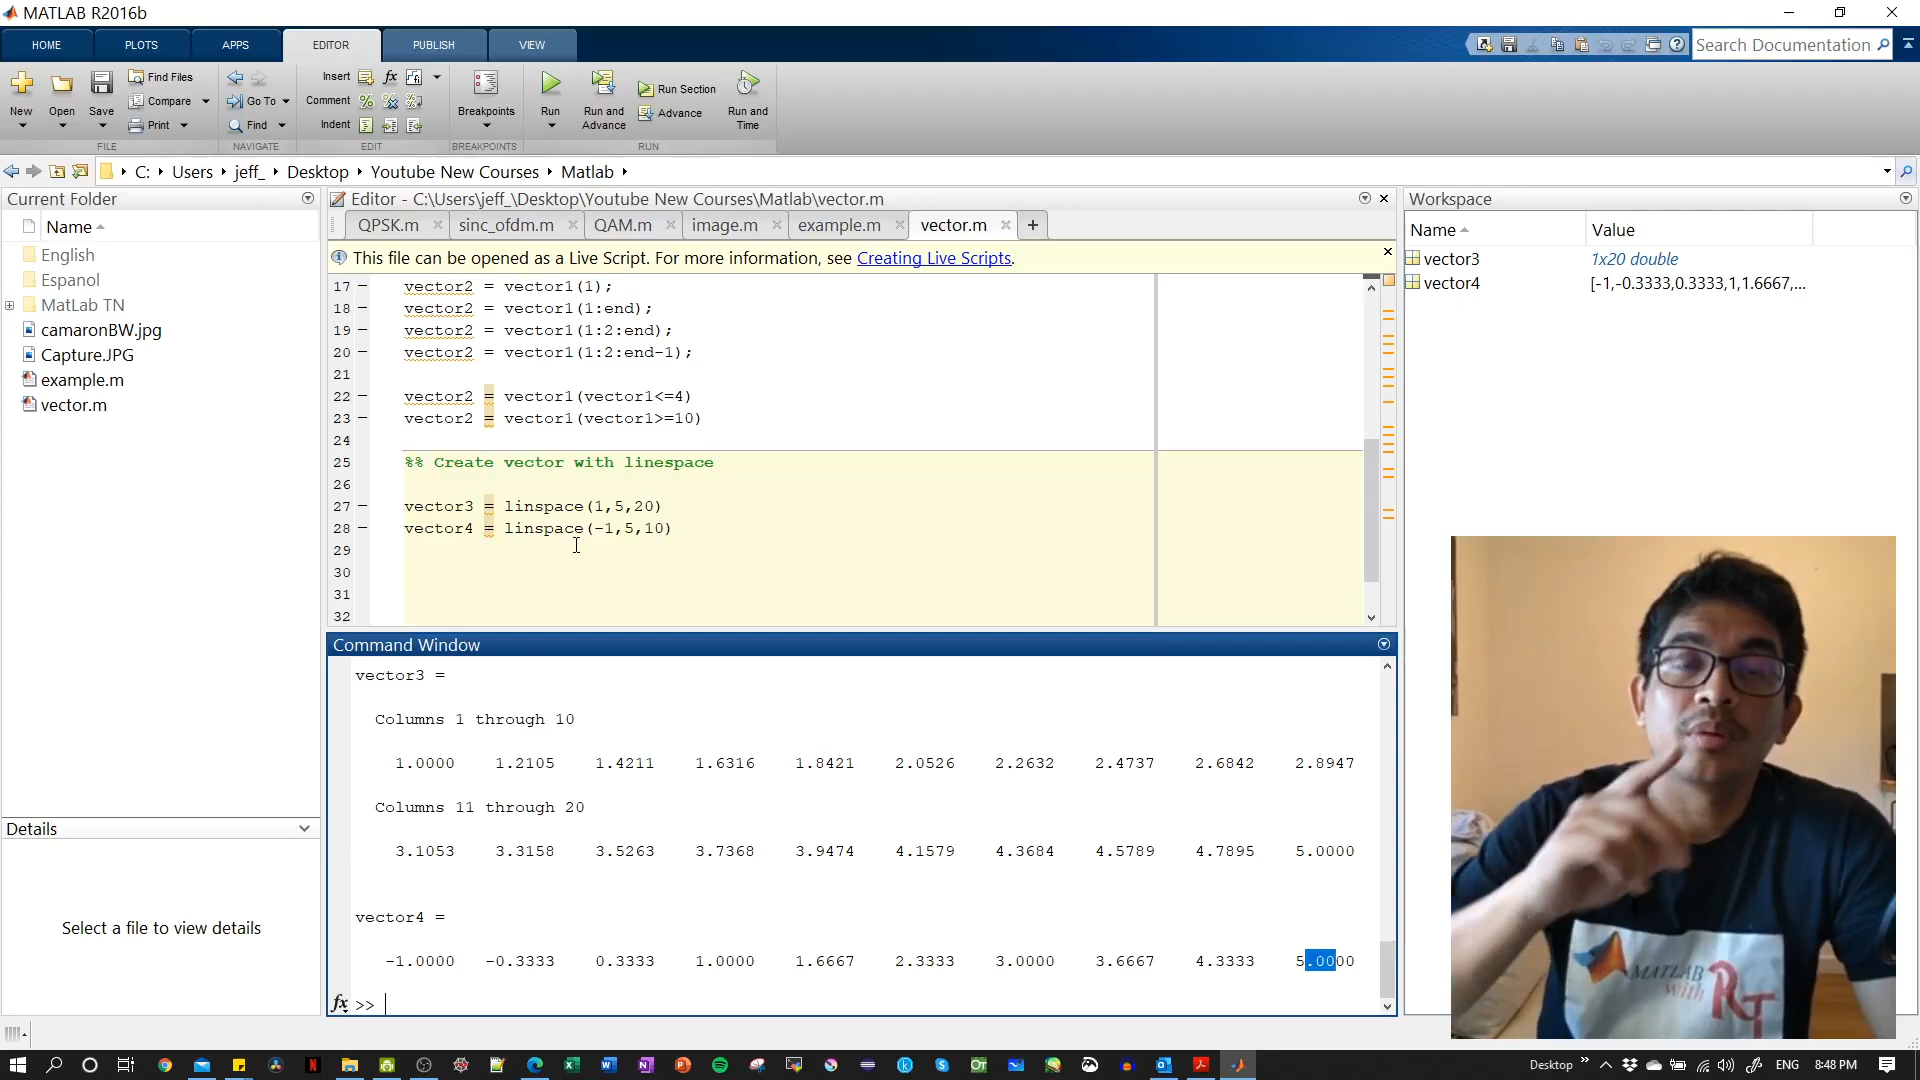 MATLAB R2016b
HOME PLOTS APPS EDITOR PUBLISH VIEW
Search Documentation
New Open Save Find Files Compare Print
Go To Find
Insert fx
Comment %
Indent
Breakpoints
Run Run and Advance Run Section Advance Run and Time
FILE NAVIGATE EDIT BREAKPOINTS RUN
C: Users jeff_ Desktop Youtube New Courses Matlab
Current Folder
Name
English
Espanol
MatLab TN
camaronBW.jpg
Capture.JPG
example.m
vector.m
Details
Select a file to view details
Editor - C:\Users\jeff_\Desktop\Youtube New Courses\Matlab\vector.m
QPSK.m sinc_ofdm.m QAM.m image.m example.m vector.m +
This file can be opened as a Live Script. For more information, see Creating Live Scripts.
17 - vector2 = vector1(1);
18 - vector2 = vector1(1:end);
19 - vector2 = vector1(1:2:end);
20 - vector2 = vector1(1:2:end-1);
21
22 - vector2 = vector1(vector1<=4)
23 - vector2 = vector1(vector1>=10)
24
25 %% Create vector with linespace
26
27 - vector3 = linspace(1,5,20)
28 - vector4 = linspace(-1,5,10)
29
30
31
32
Command Window
vector3 =
Columns 1 through 10
1.0000 1.2105 1.4211 1.6316 1.8421 2.0526 2.2632 2.4737 2.6842 2.8947
Columns 11 through 20
3.1053 3.3158 3.5263 3.7368 3.9474 4.1579 4.3684 4.5789 4.7895 5.0000
vector4 =
-1.0000 -0.3333 0.3333 1.0000 1.6667 2.3333 3.0000 3.6667 4.3333 5.0000
fx >>
Workspace
Name Value
vector3 1x20 double
vector4 [-1,-0.3333,0.3333,1,1.6667,...
MATLAB
with RT
Desktop ENG 8:48 PM